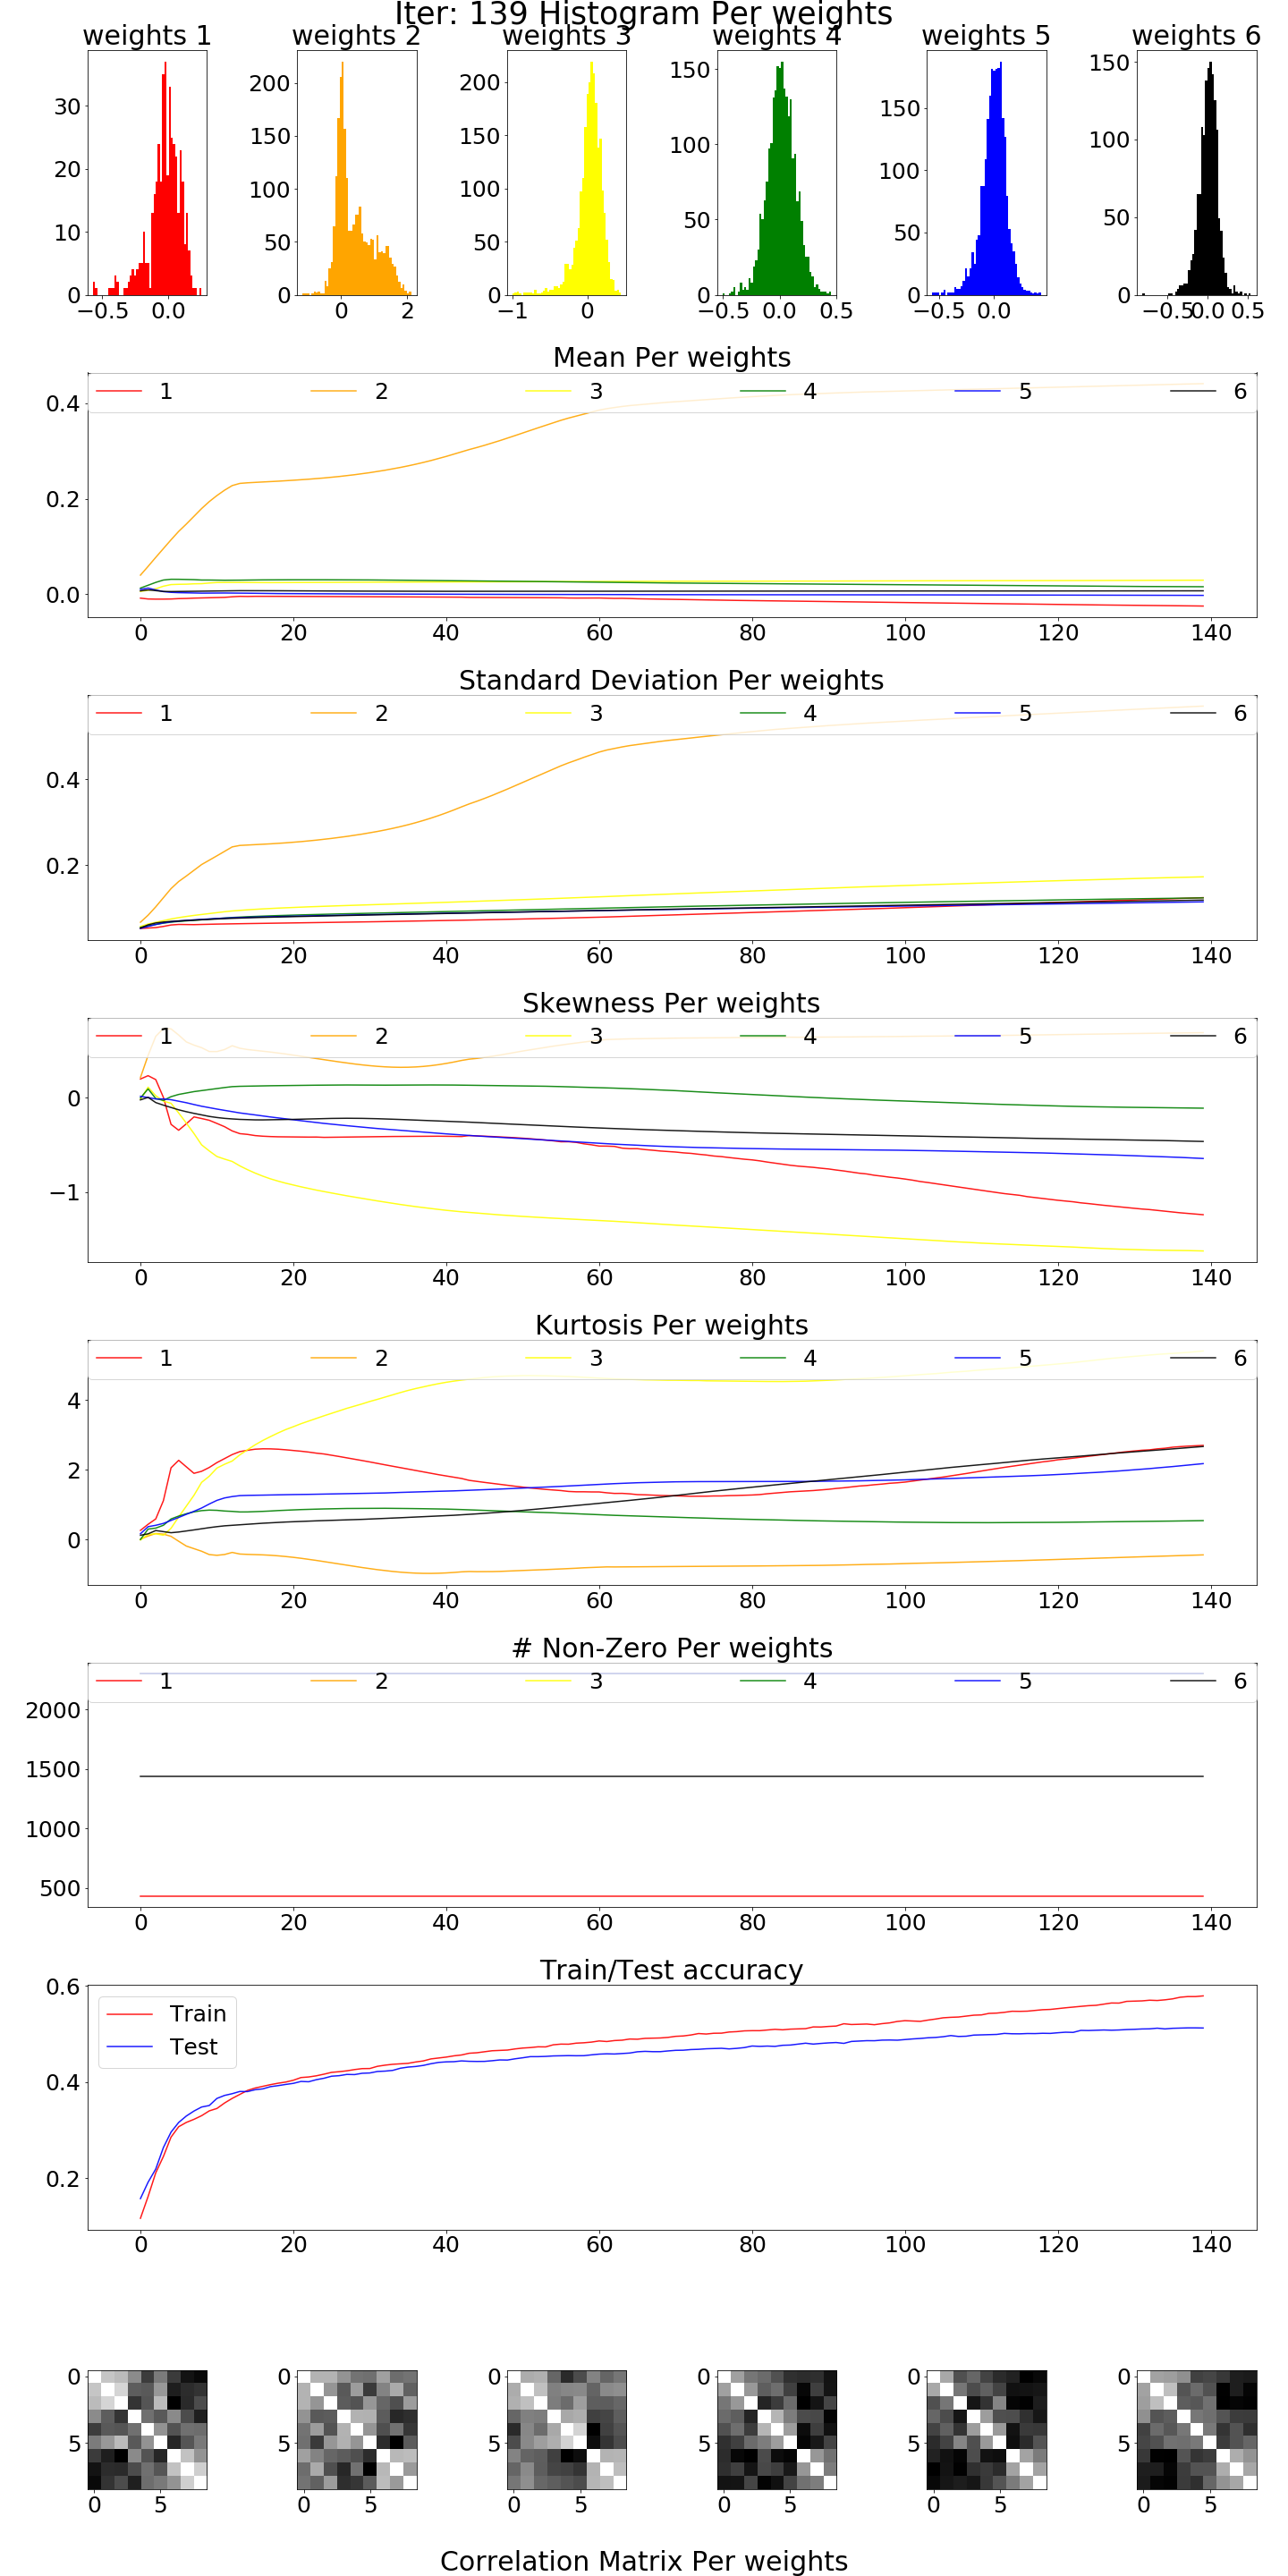 Iter: 139 Histogram Per weights
weights 1 weights 2 weights 3 weights 4 weights 5 weights 6
30
20
10
0
−0.5 0.0
200
150
100
50
0
0 2
200
150
100
50
0
−1 0
150
100
50
0
−0.5 0.0 0.5
150
100
50
0
−0.5 0.0
150
100
50
0
−0.5 0.0 0.5
Mean Per weights
1 2 3 4 5 6
0.4
0.2
0.0
0 20 40 60 80 100 120 140
Standard Deviation Per weights
1 2 3 4 5 6
0.4
0.2
0 20 40 60 80 100 120 140
Skewness Per weights
1 2 3 4 5 6
0
−1
0 20 40 60 80 100 120 140
Kurtosis Per weights
1 2 3 4 5 6
4
2
0
0 20 40 60 80 100 120 140
# Non-Zero Per weights
1 2 3 4 5 6
2000
1500
1000
500
0 20 40 60 80 100 120 140
Train/Test accuracy
0.6
Train
Test
0.4
0.2
0 20 40 60 80 100 120 140
0 0 0 0 0 0
5 5 5 5 5 5
0 5 0 5 0 5 0 5 0 5 0 5
Correlation Matrix Per weights